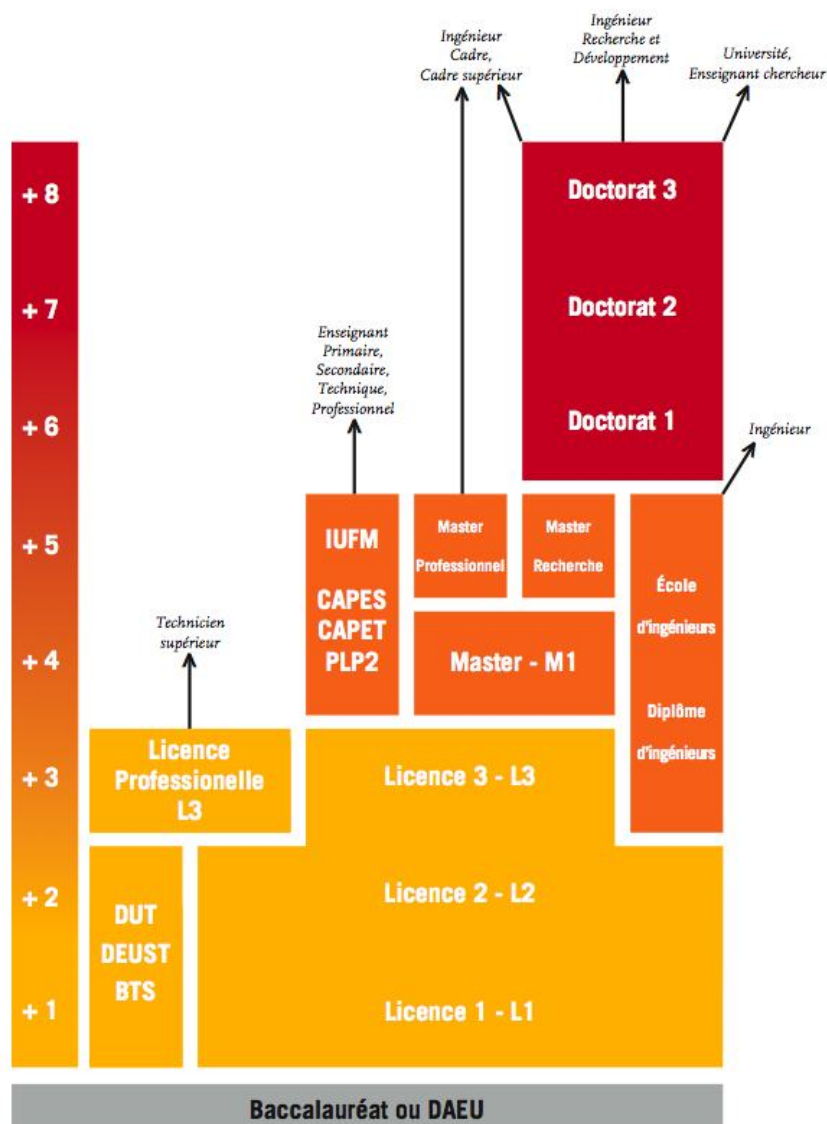 Ingénieur
Cadre,
Cadre supérieur
Ingénieur
Recherche et
Développement
Université,
Enseignant chercheur
+ 8
Doctorat 3
+ 7
Doctorat 2
Enseignant
Primaire,
Secondaire,
Technique,
Professionnel
+ 6
Doctorat 1
Ingénieur
+ 5
IUFM
CAPES
CAPET
PLP2
Master
Professionnel
Master
Recherche
École
d'ingénieurs
Diplôme
d'ingénieurs
Technicien
supérieur
+ 4
Master - M1
+ 3
Licence
Professionelle
L3
Licence 3 - L3
+ 2
DUT
DEUST
BTS
Licence 2 - L2
+ 1
Licence 1 - L1
Baccalauréat ou DAEU